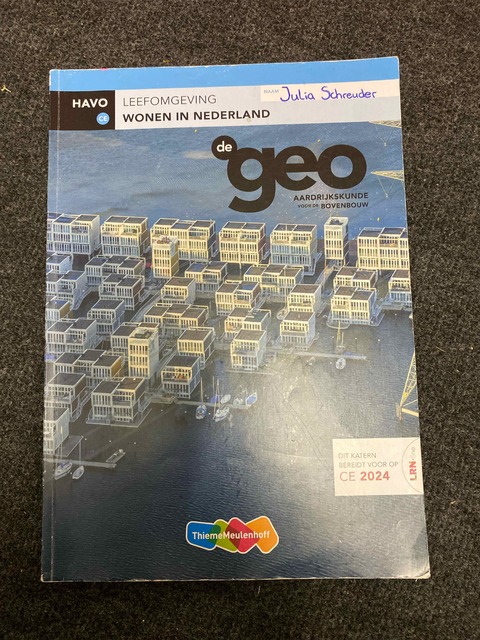 HAVO
CE
LEEFOMGEVING
WONEN IN NEDERLAND
NAAM Julia Schreuder
de
geo
AARDRIJKSKUNDE
VOOR DE BOVENBOUW
DIT KATERN
BEREIDT VOOR OP
CE 2024
LRN
ThiemeMeulenhoff